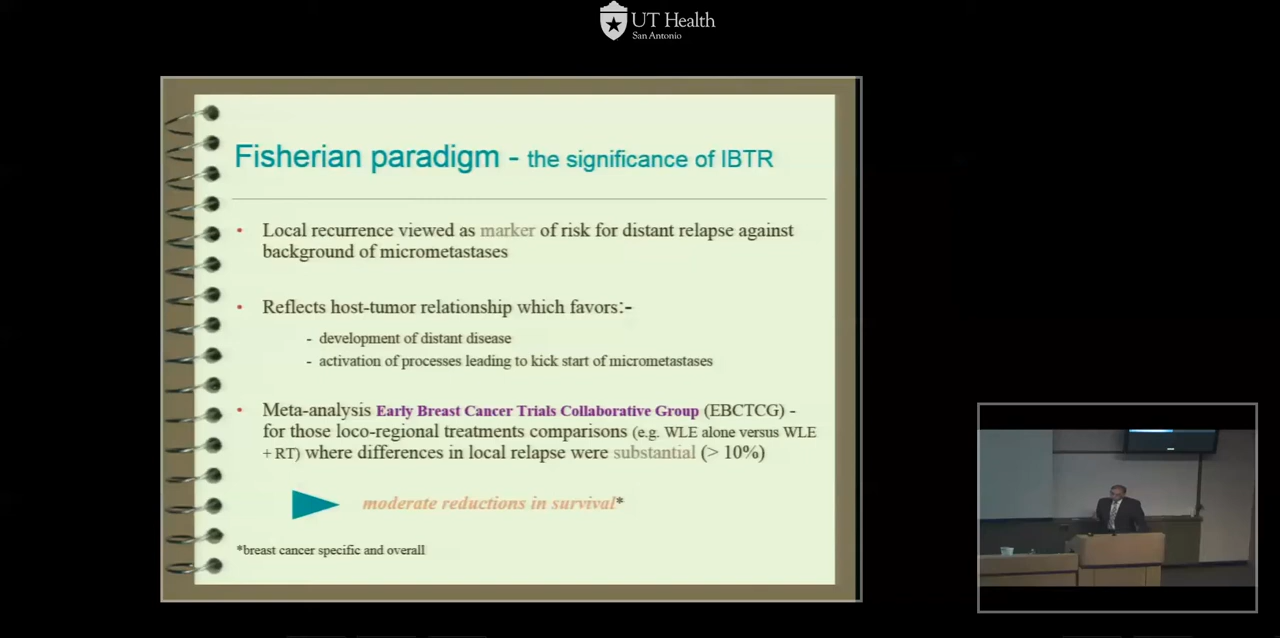 UT Health
San Antonio
Fisherian paradigm - the significance of IBTR
• Local recurrence viewed as marker of risk for distant relapse against
background of micrometastases
• Reflects host-tumor relationship which favors:-
- development of distant disease
- activation of processes leading to kick start of micrometastases
• Meta-analysis Early Breast Cancer Trials Collaborative Group (EBCTCG) -
for those loco-regional treatments comparisons (e.g. WLE alone versus WLE
+ RT) where differences in local relapse were substantial (> 10%)
moderate reductions in survival*
*breast cancer specific and overall